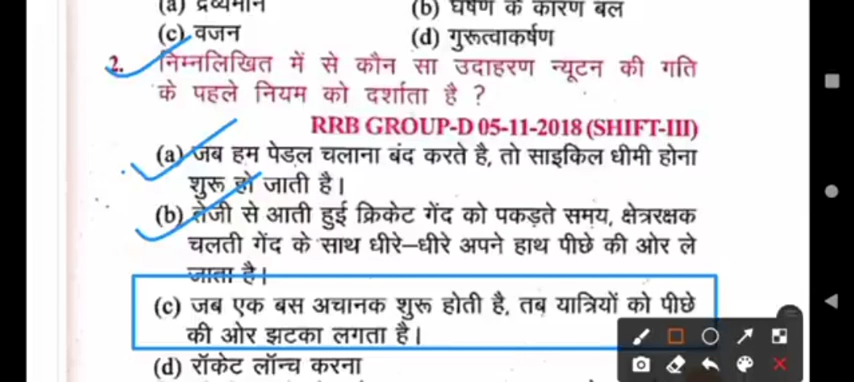 (a) द्रव्यमान (b) घर्षण के कारण बल
(c) वजन (d) गुरूत्वाकर्षण
2. निम्नलिखित में से कौन सा उदाहरण न्यूटन की गति
के पहले नियम को दर्शाता है ?
RRB GROUP-D 05-11-2018 (SHIFT-III)
(a) जब हम पेडल चलाना बंद करते है, तो साइकिल धीमी होना
शुरू हो जाती है।
(b) तेजी से आती हुई क्रिकेट गेंद को पकड़ते समय, क्षेत्ररक्षक
चलती गेंद के साथ धीरे–धीरे अपने हाथ पीछे की ओर ले
जाता है।
(c) जब एक बस अचानक शुरू होती है, तब यात्रियों को पीछे
की ओर झटका लगता है।
(d) रॉकेट लॉन्च करना